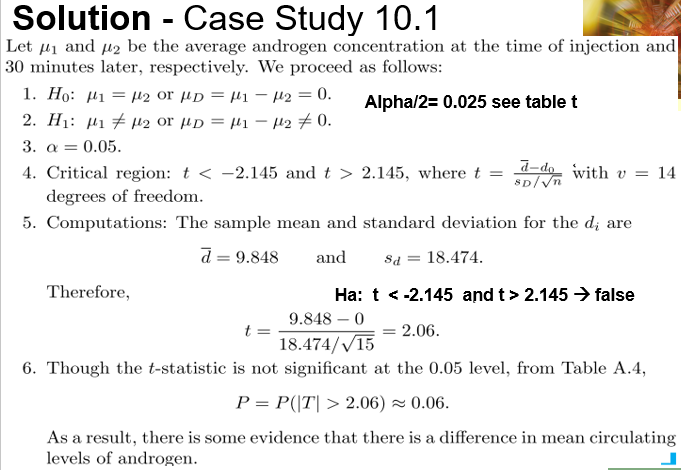 Solution - Case Study 10.1
Let μ₁ and μ₂ be the average androgen concentration at the time of injection and
30 minutes later, respectively. We proceed as follows:
1. H₀: μ₁ = μ₂ or μ_D = μ₁ − μ₂ = 0.
Alpha/2= 0.025 see table t
2. H₁: μ₁ ≠ μ₂ or μ_D = μ₁ − μ₂ ≠ 0.
3. α = 0.05.
4. Critical region: t < −2.145 and t > 2.145, where t = (d̄−d₀)/(s_D/√n) with v = 14
degrees of freedom.
5. Computations: The sample mean and standard deviation for the dᵢ are
d̄ = 9.848 and s_d = 18.474.
Therefore,
Ha: t < -2.145 and t > 2.145 → false
t = (9.848 − 0)/(18.474/√15) = 2.06.
6. Though the t-statistic is not significant at the 0.05 level, from Table A.4,
P = P(|T| > 2.06) ≈ 0.06.
As a result, there is some evidence that there is a difference in mean circulating
levels of androgen.